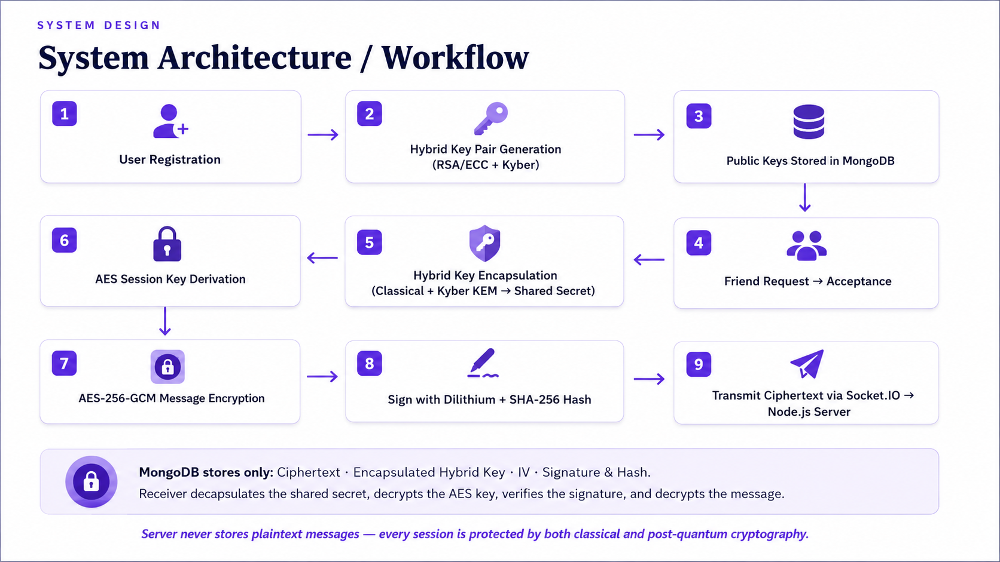 SYSTEM DESIGN
System Architecture / Workflow
1
User Registration
2
Hybrid Key Pair Generation
(RSA/ECC + Kyber)
3
Public Keys Stored in MongoDB
4
Friend Request → Acceptance
5
Hybrid Key Encapsulation
(Classical + Kyber KEM → Shared Secret)
6
AES Session Key Derivation
7
AES-256-GCM Message Encryption
8
Sign with Dilithium + SHA-256 Hash
9
Transmit Ciphertext via Socket.IO →
Node.js Server
MongoDB stores only: Ciphertext · Encapsulated Hybrid Key · IV · Signature & Hash.
Receiver decapsulates the shared secret, decrypts the AES key, verifies the signature, and decrypts the message.
Server never stores plaintext messages — every session is protected by both classical and post-quantum cryptography.